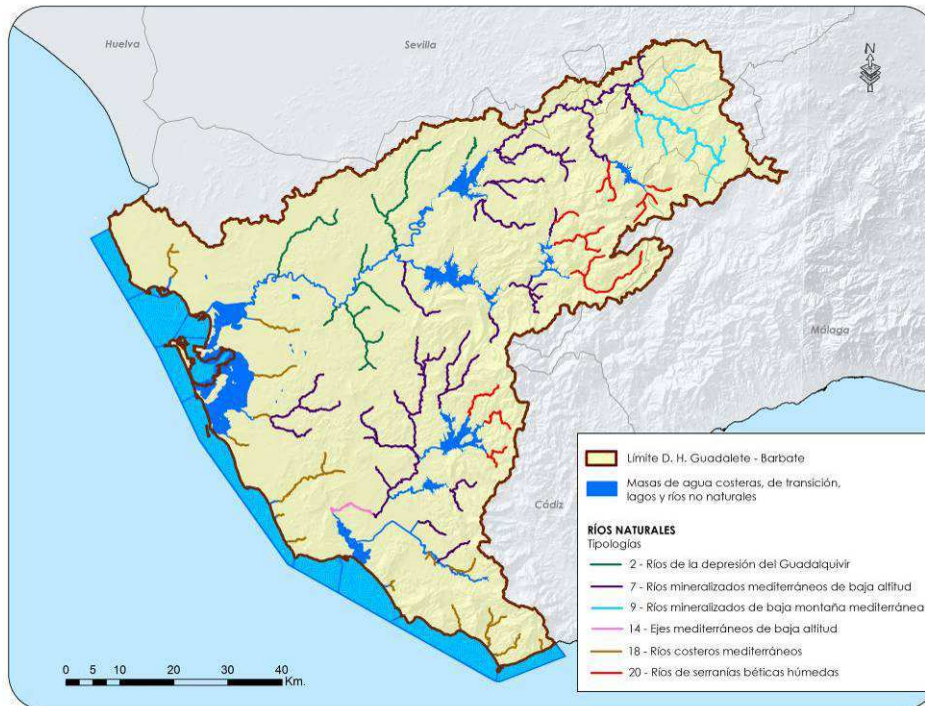 Huelva
Sevilla
N
Málaga
Cádiz
Límite D. H. Guadalete - Barbate
Masas de agua costeras, de transición,
lagos y ríos no naturales
RÍOS NATURALES
Tipologías
2 - Ríos de la depresión del Guadalquivir
7 - Ríos mineralizados mediterráneos de baja altitud
9 - Ríos mineralizados de baja montaña mediterránea
14 - Ejes mediterráneos de baja altitud
18 - Ríos costeros mediterráneos
20 - Ríos de serranías béticas húmedas
0 5 10 20 30 40
Km.